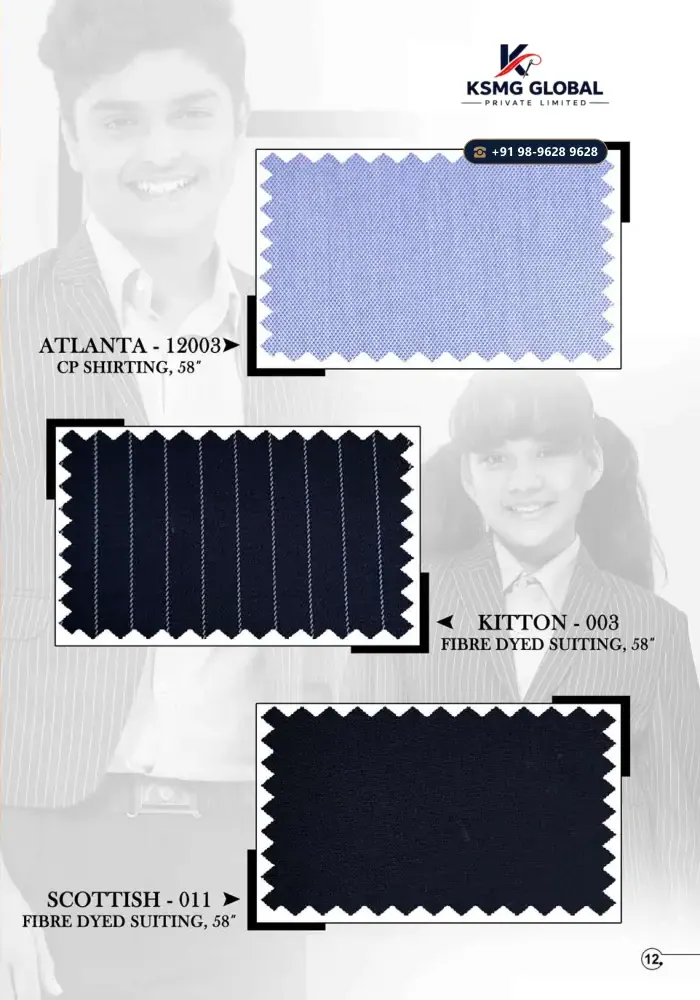 KSMG GLOBAL
PRIVATE LIMITED
+91 98-9628 9628
ATLANTA - 12003
CP SHIRTING, 58"
KITTON - 003
FIBRE DYED SUITING, 58"
SCOTTISH - 011
FIBRE DYED SUITING, 58"
12